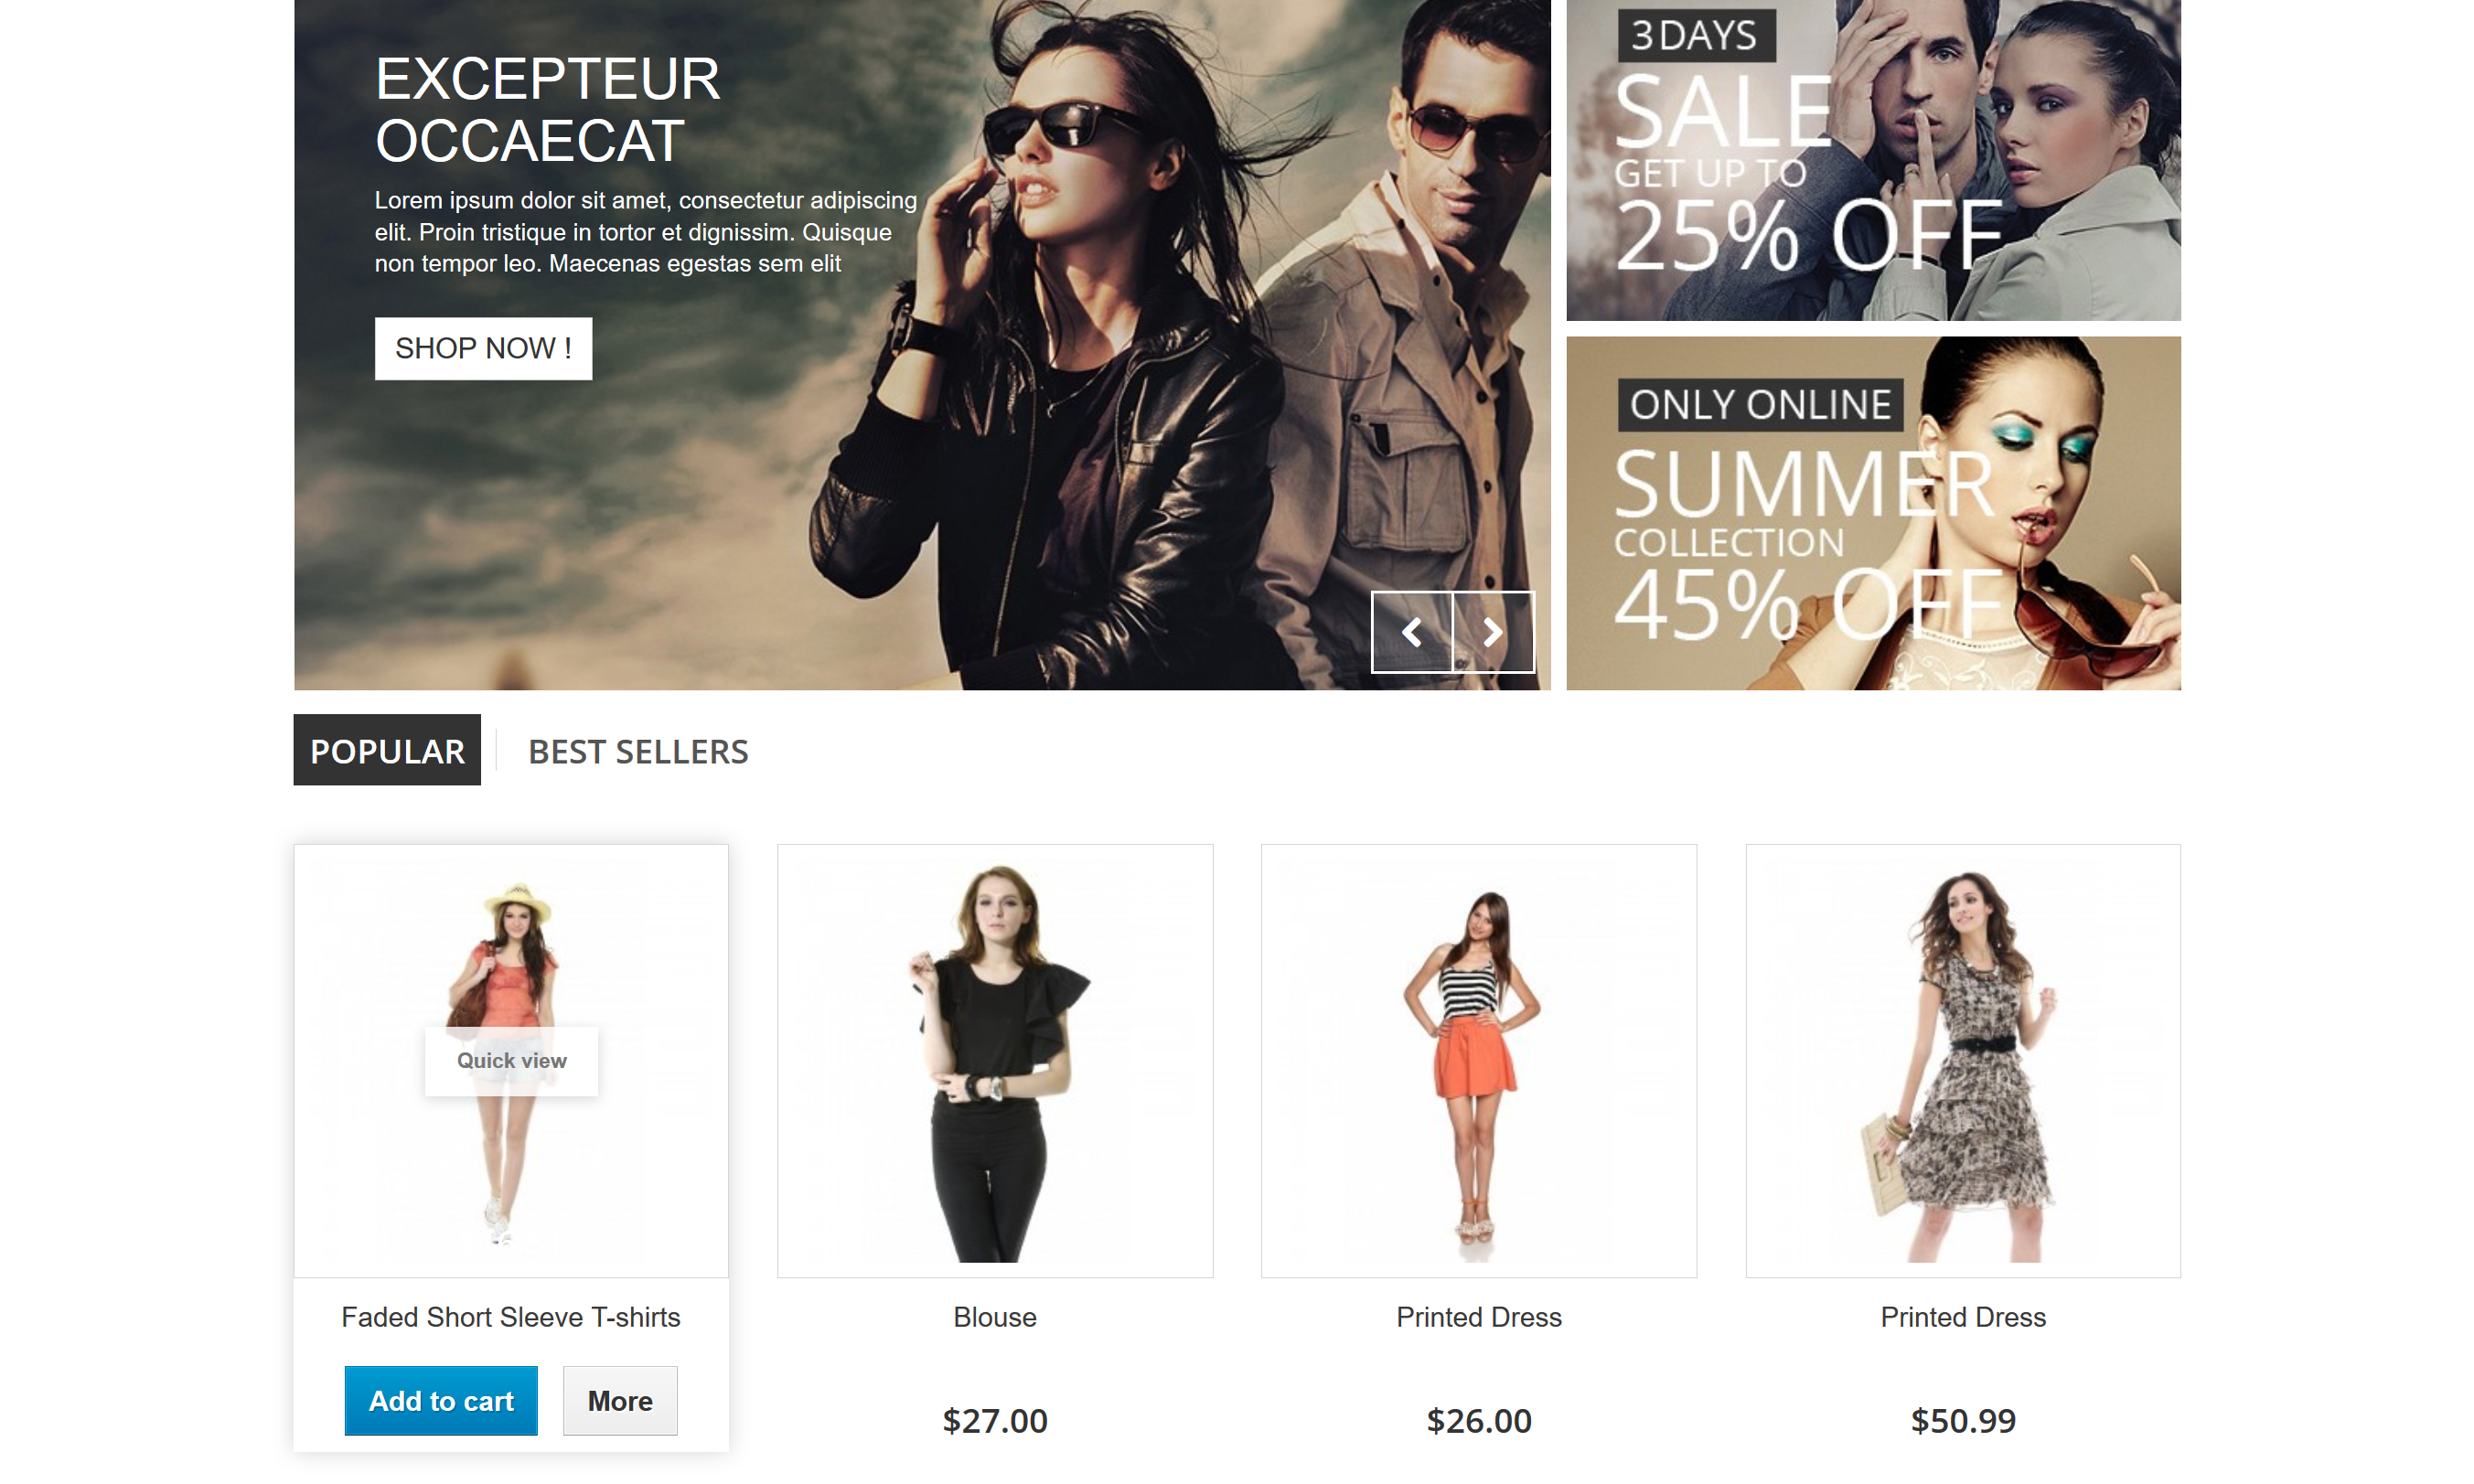 EXCEPTEUR
OCCAECAT
Lorem ipsum dolor sit amet, consectetur adipiscing
elit. Proin tristique in tortor et dignissim. Quisque
non tempor leo. Maecenas egestas sem elit
SHOP NOW !
3 DAYS
SALE
GET UP TO
25% OFF
ONLY ONLINE
SUMMER
COLLECTION
45% OFF
POPULAR
BEST SELLERS
Quick view
Faded Short Sleeve T-shirts
Add to cart
More
Blouse
$27.00
Printed Dress
$26.00
Printed Dress
$50.99